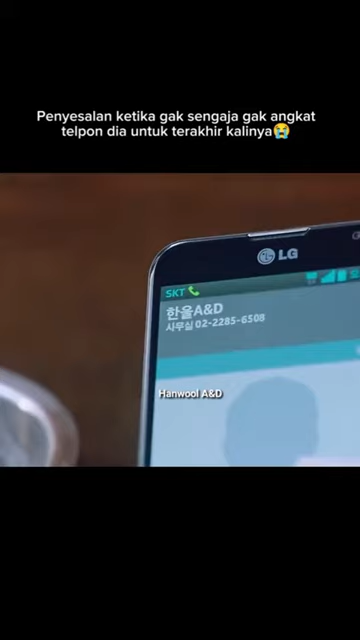 Penyesalan ketika gak sengaja gak angkat
telpon dia untuk terakhir kalinya😭
LG
SKT
한울A&D
사무실 02-2285-6508
Hanwool A&D